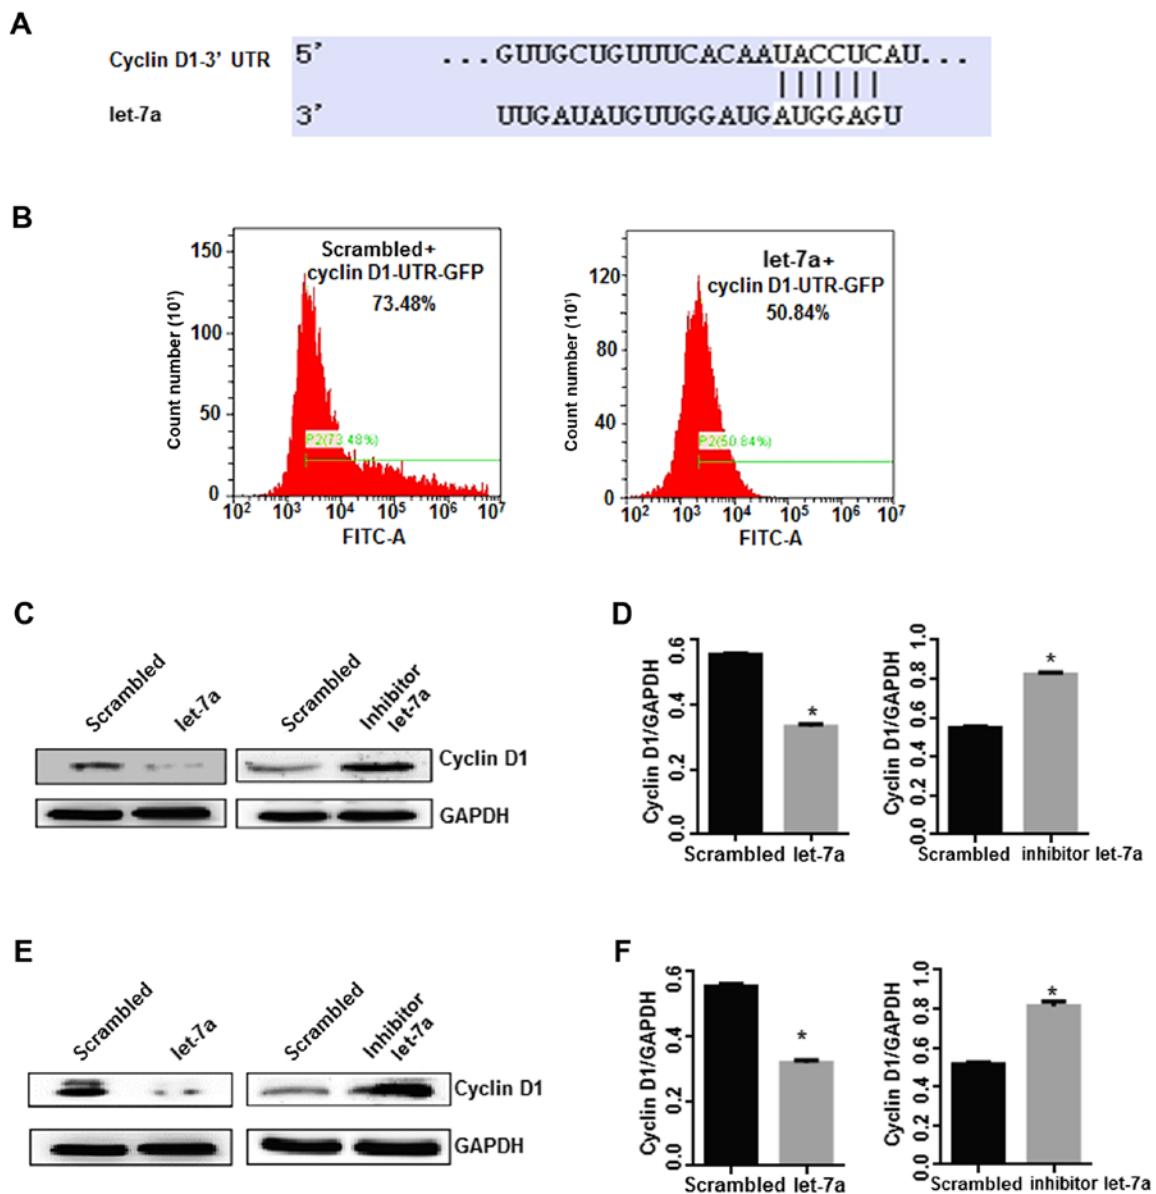 A
Cyclin D1-3' UTR 5' ...GUUGCUGUUUCACAAUACCUCAU...
let-7a 3' UUGAUAUGUUGGAUGAUGGAGU
B
Scrambled+
cyclin D1-UTR-GFP
73.48%
P2(73.48%)
Count number (10¹)
150
100
50
0
10² 10³ 10⁴ 10⁵ 10⁶ 10⁷
FITC-A
let-7a+
cyclin D1-UTR-GFP
50.84%
P2(50.84%)
Count number (10¹)
120
80
40
0
10² 10³ 10⁴ 10⁵ 10⁶ 10⁷
FITC-A
C
Scrambled
let-7a
Scrambled
Inhibitor
let-7a
Cyclin D1
GAPDH
D
Cyclin D1/GAPDH
0.6
0.4
0.2
0.0
*
Scrambled let-7a
Cyclin D1/GAPDH
1.0
0.8
0.6
0.4
0.2
0.0
*
Scrambled inhibitor let-7a
E
Scrambled
let-7a
Scrambled
Inhibitor
let-7a
Cyclin D1
GAPDH
F
Cyclin D1/GAPDH
0.6
0.4
0.2
0.0
*
Scrambled let-7a
Cyclin D1/GAPDH
1.0
0.8
0.6
0.4
0.2
0.0
*
Scrambled inhibitor let-7a